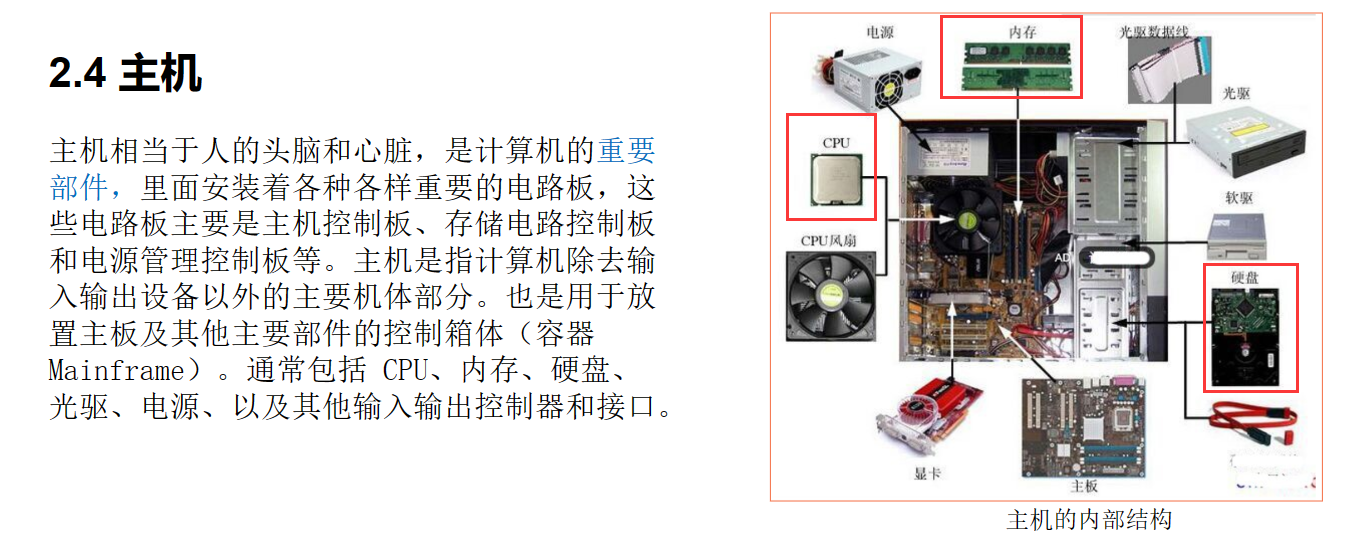 2.4 主机
主机相当于人的头脑和心脏，是计算机的重要
部件，里面安装着各种各样重要的电路板，这
些电路板主要是主机控制板、存储电路控制板
和电源管理控制板等。主机是指计算机除去输
入输出设备以外的主要机体部分。也是用于放
置主板及其他主要部件的控制箱体（容器
Mainframe）。通常包括 CPU、内存、硬盘、
光驱、电源、以及其他输入输出控制器和接口。
电源
内存
光驱数据线
光驱
CPU
软驱
CPU风扇
硬盘
显卡
主板
主机的内部结构